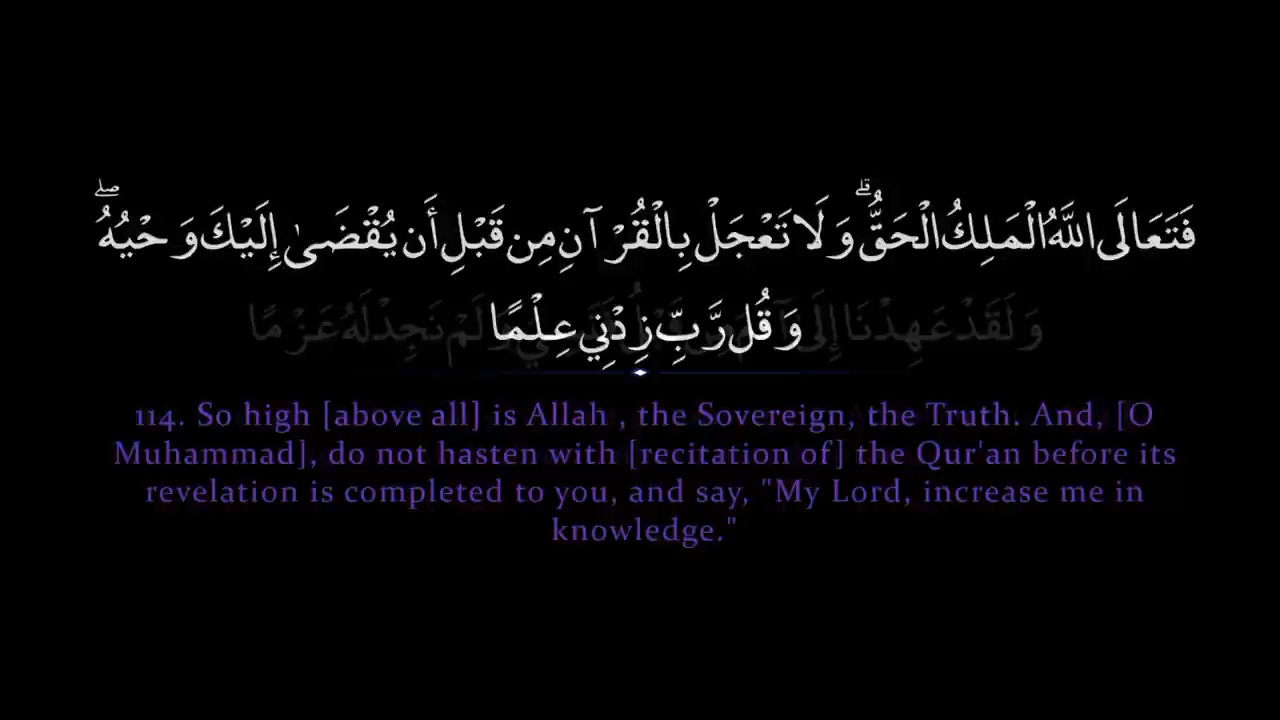 فَتَعَالَى اللَّهُ الْمَلِكُ الْحَقُّ ۗ وَلَا تَعْجَلْ بِالْقُرْآنِ مِن قَبْلِ أَن يُقْضَىٰ إِلَيْكَ وَحْيُهُ ۖ
وَقُل رَّبِّ زِدْنِي عِلْمًا
وَلَقَدْ عَهِدْنَا إِلَى لَمْ نَجِدْ لَهُ عَزْمًا
114. So high [above all] is Allah , the Sovereign, the Truth. And, [O
Muhammad], do not hasten with [recitation of] the Qur'an before its
revelation is completed to you, and say, "My Lord, increase me in
knowledge."